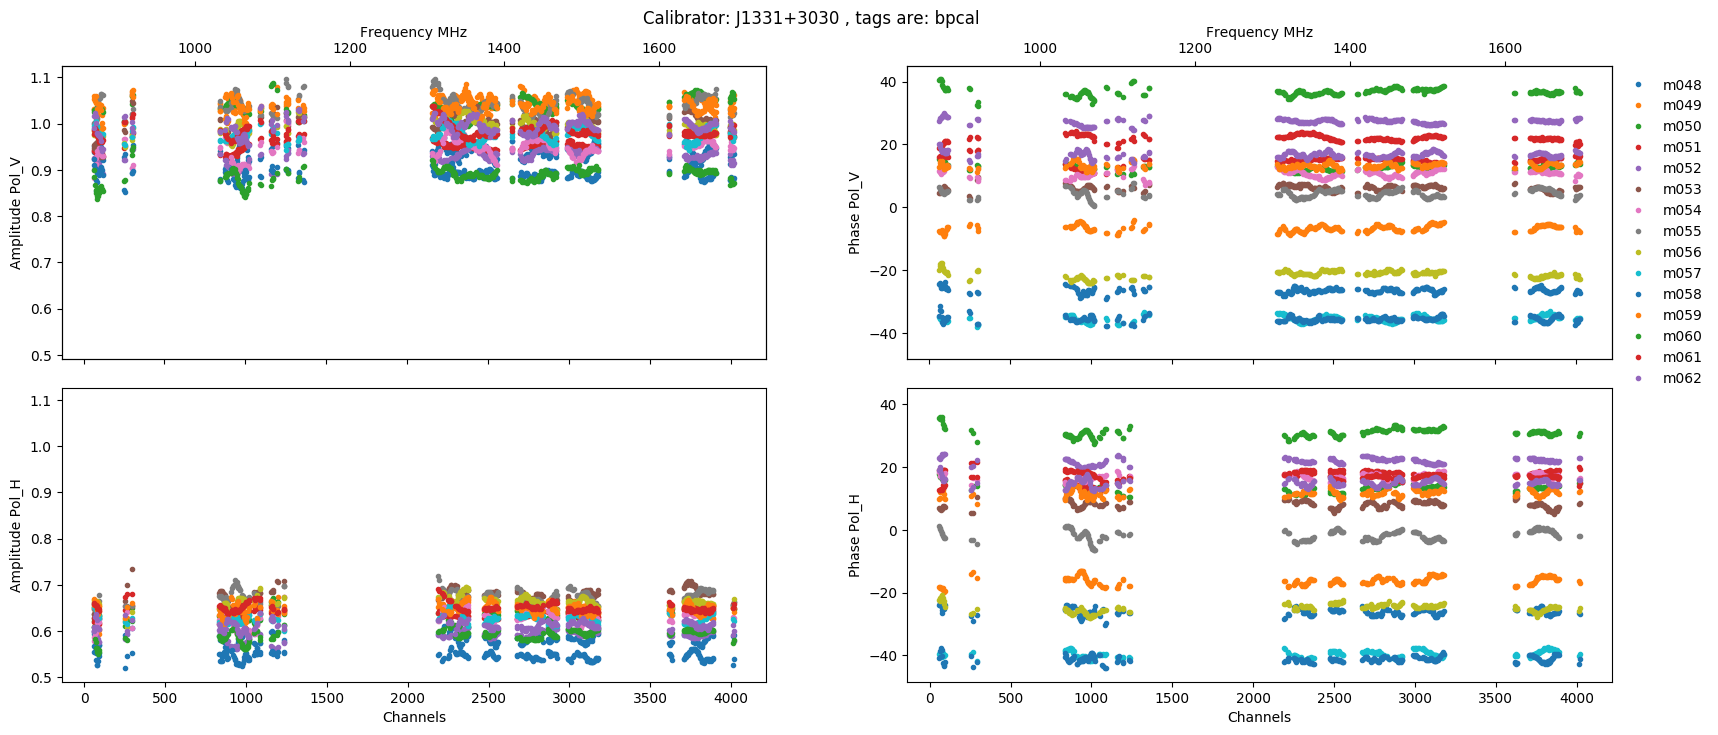 Calibrator: J1331+3030 , tags are: bpcal
Frequency MHz
1000 1200 1400 1600
Amplitude Pol_V
1.1
1.0
0.9
0.8
0.7
0.6
0.5
Frequency MHz
1000 1200 1400 1600
Phase Pol_V
40
20
0
−20
−40
m048
m049
m050
m051
m052
m053
m054
m055
m056
m057
m058
m059
m060
m061
m062
Amplitude Pol_H
1.1
1.0
0.9
0.8
0.7
0.6
0.5
0 500 1000 1500 2000 2500 3000 3500 4000
Channels
Phase Pol_H
40
20
0
−20
−40
0 500 1000 1500 2000 2500 3000 3500 4000
Channels